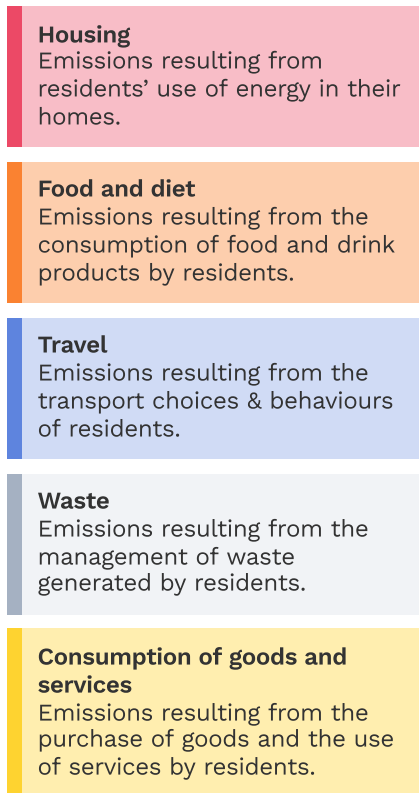 Housing
Emissions resulting from
residents’ use of energy in their
homes.
Food and diet
Emissions resulting from the
consumption of food and drink
products by residents.
Travel
Emissions resulting from the
transport choices & behaviours
of residents.
Waste
Emissions resulting from the
management of waste
generated by residents.
Consumption of goods and
services
Emissions resulting from the
purchase of goods and the use
of services by residents.